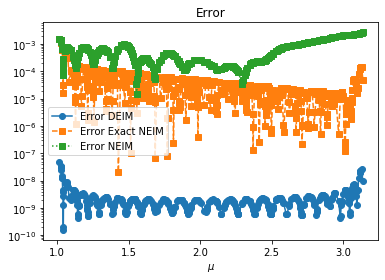 Error
10⁻³
10⁻⁴
10⁻⁵
10⁻⁶
10⁻⁷
10⁻⁸
10⁻⁹
10⁻¹⁰
Error DEIM
Error Exact NEIM
Error NEIM
1.0 1.5 2.0 2.5 3.0
μ